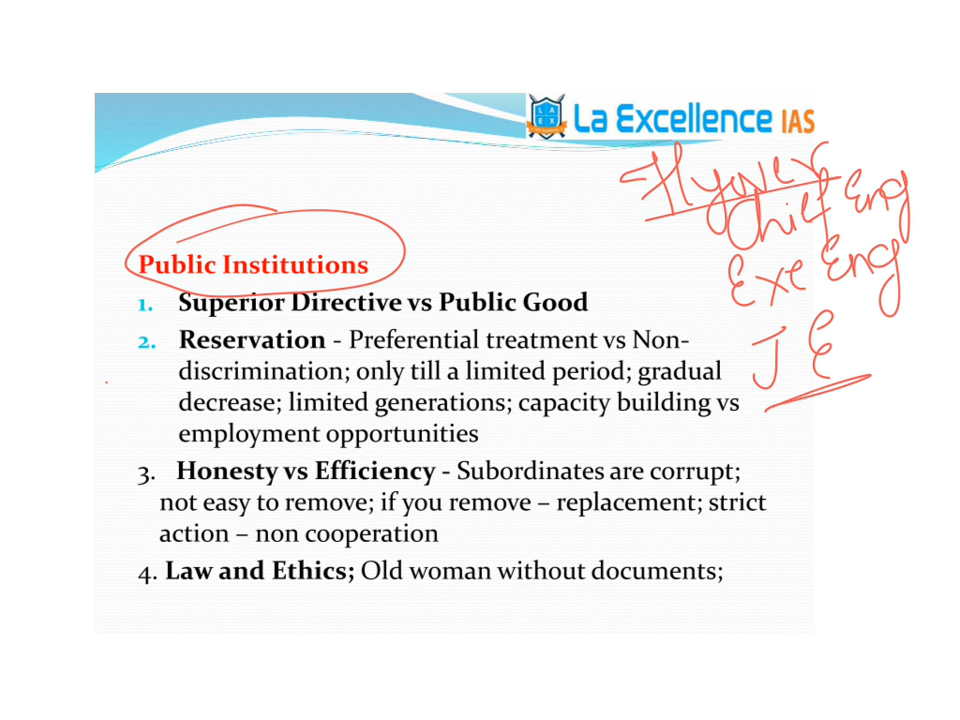 La Excellence IAS
Flyover
Chief Eng
Exe Eng
J E
Public Institutions
1. Superior Directive vs Public Good
2. Reservation - Preferential treatment vs Non-
discrimination; only till a limited period; gradual
decrease; limited generations; capacity building vs
employment opportunities
3. Honesty vs Efficiency - Subordinates are corrupt;
not easy to remove; if you remove – replacement; strict
action – non cooperation
4. Law and Ethics; Old woman without documents;